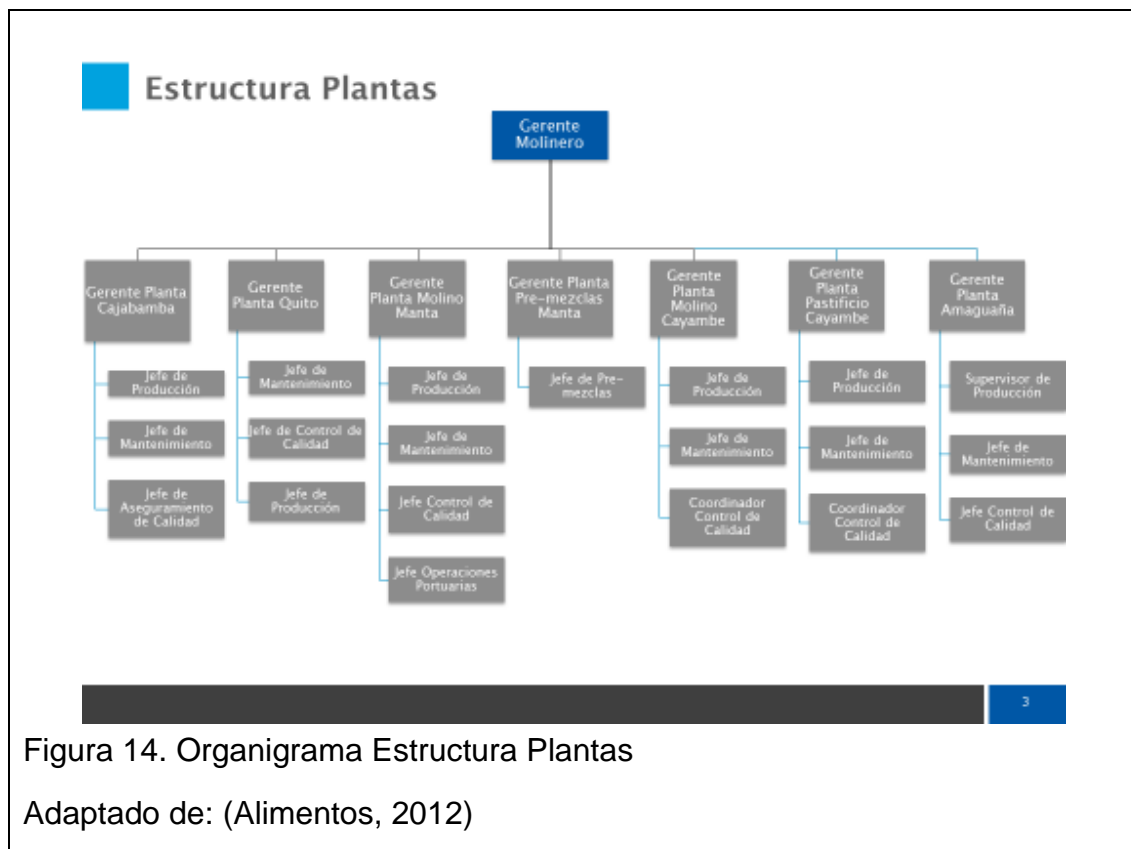 Estructura Plantas
Gerente
Molinero
Gerente Planta
Cajabamba
Jefe de
Producción
Jefe de
Mantenimiento
Jefe de
Aseguramiento
de Calidad
Gerente
Planta Quito
Jefe de
Mantenimiento
Jefe de Control de
Calidad
Jefe de
Producción
Gerente
Planta Molino
Manta
Jefe de
Producción
Jefe de
Mantenimiento
Jefe Control de
Calidad
Jefe Operaciones
Portuarias
Gerente Planta
Pre-mezclas
Manta
Jefe de Pre-
mezclas
Gerente
Planta
Molino
Cayambe
Jefe de
Producción
Jefe de
Mantenimiento
Coordinador
Control de
Calidad
Gerente
Planta
Pastificio
Cayambe
Jefe de
Producción
Jefe de
Mantenimiento
Coordinador
Control de
Calidad
Gerente
Planta
Amaguaña
Supervisor de
Producción
Jefe de
Mantenimiento
Jefe Control de
Calidad
3
Figura 14. Organigrama Estructura Plantas
Adaptado de: (Alimentos, 2012)